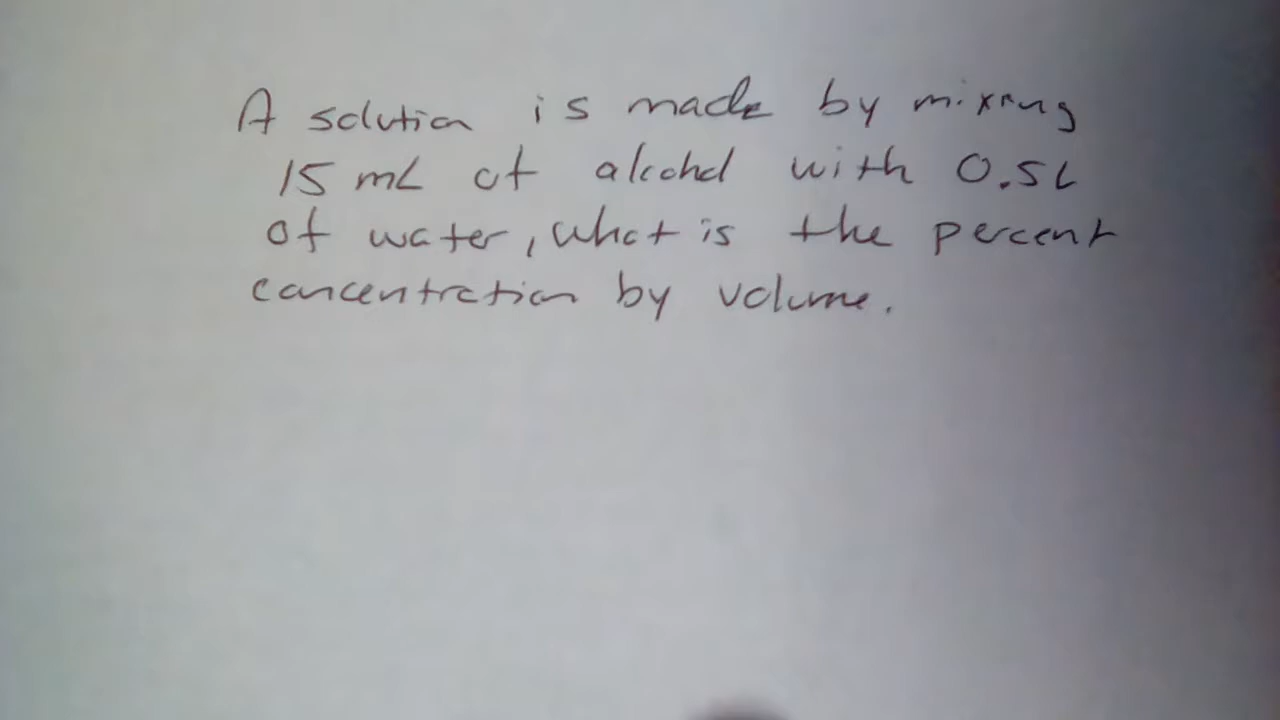 A solution is made by mixing
15 mL of alcohol with 0.5L
of water, what is the percent
concentration by volume.